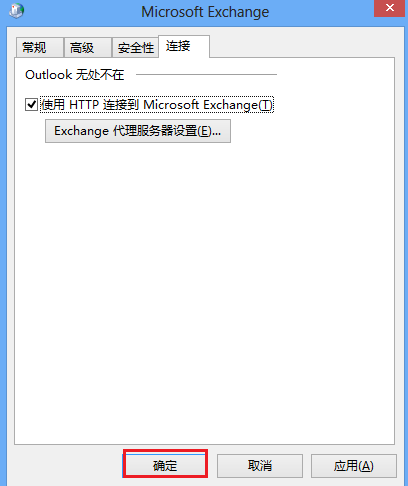 Microsoft Exchange
常规 高级 安全性 连接
Outlook 无处不在
使用 HTTP 连接到 Microsoft Exchange(T)
Exchange 代理服务器设置(E)...
确定 取消 应用(A)